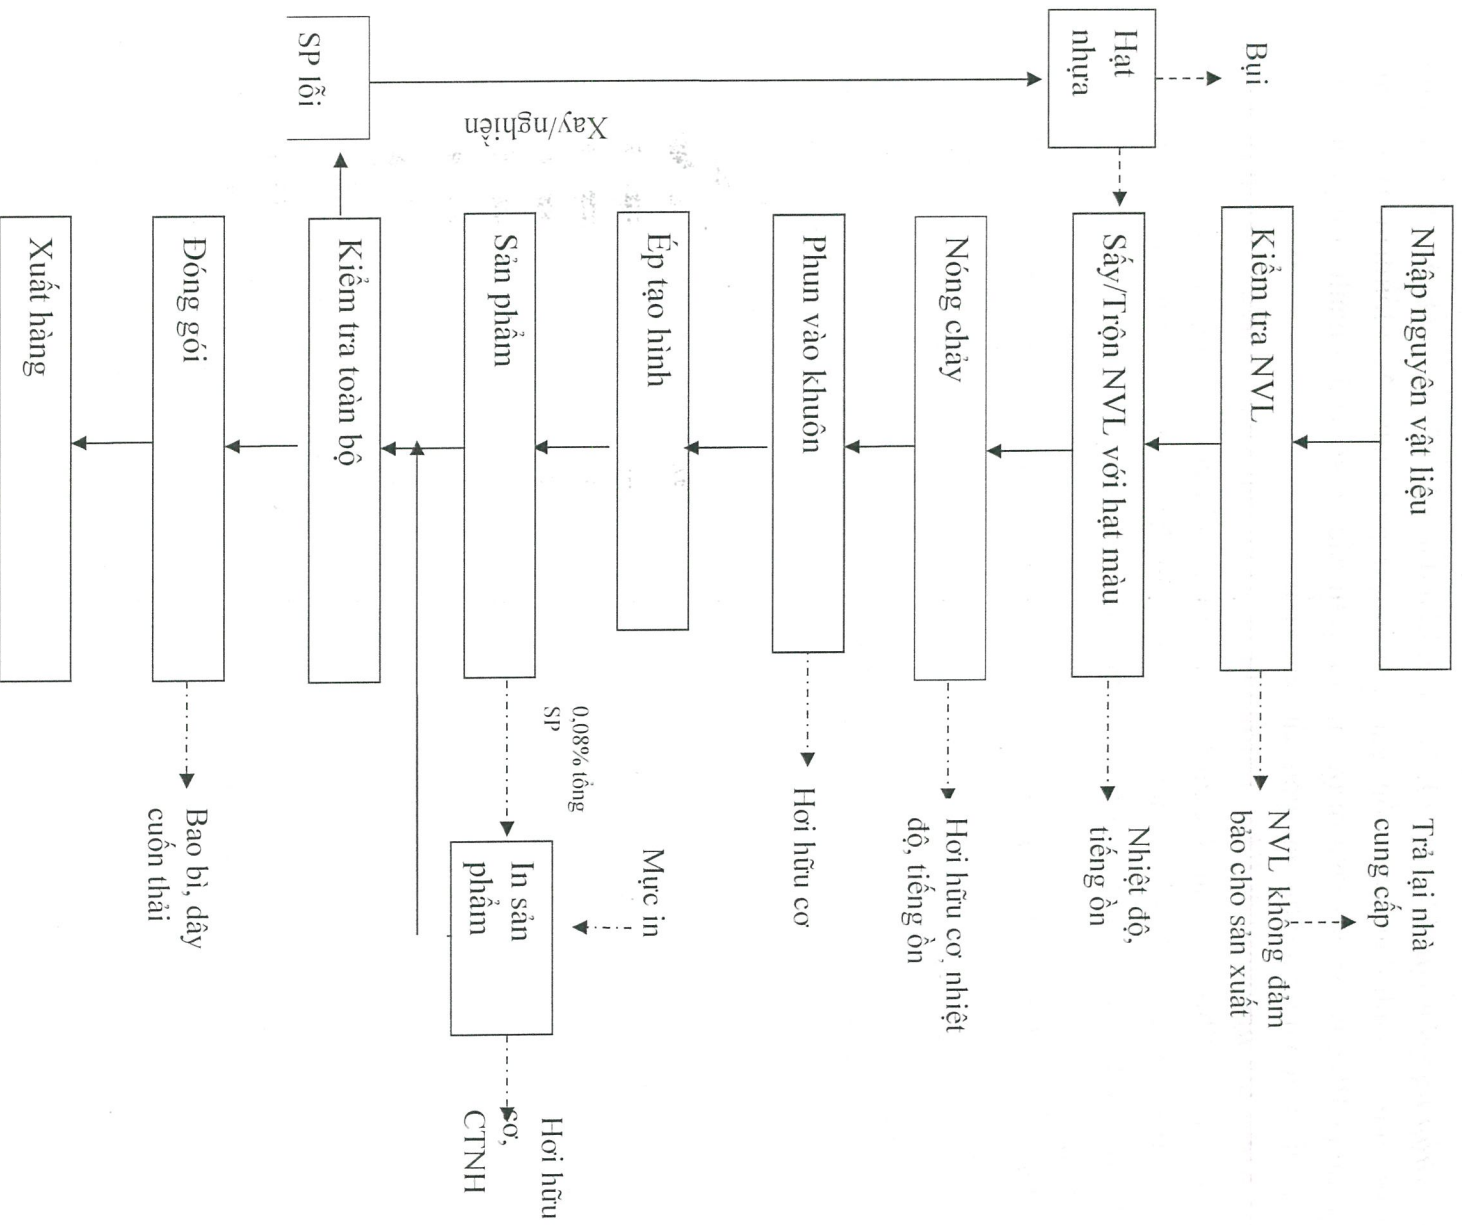 Nhập nguyên vật liệu
Trả lại nhà
cung cấp
Kiểm tra NVL
NVL không đảm
bảo cho sản xuất
Bụi
Hạt
nhựa
Sấy/Trộn NVL với hạt màu
Nhiệt độ,
tiếng ồn
Nóng chảy
Hơi hữu cơ, nhiệt
độ, tiếng ồn
Phun vào khuôn
Hơi hữu cơ
Xay/nghiền
Ép tạo hình
Mực in
Sản phẩm
0,08% tổng
SP
In sản
phẩm
Hơi hữu
cơ,
CTNH
SP lỗi
Kiểm tra toàn bộ
Đóng gói
Bao bì, dây
cuốn thải
Xuất hàng